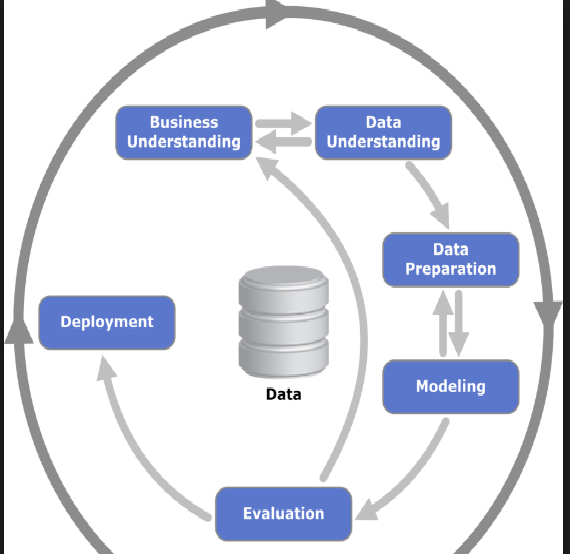 Business
Understanding
Data
Understanding
Data
Preparation
Deployment
Modeling
Data
Evaluation